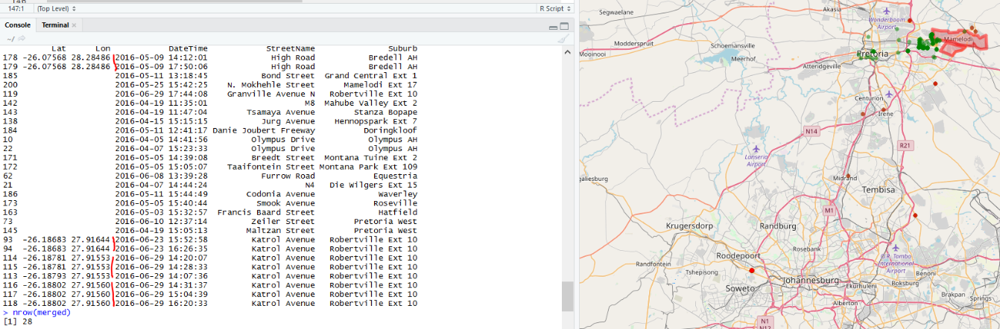 146
147:1 (Top Level) R Script
Console Terminal
~/
Lat Lon DateTime StreetName Suburb
178 -26.07568 28.28486 2016-05-09 14:12:01 High Road Bredell AH
179 -26.07568 28.28486 2016-05-09 17:50:06 High Road Bredell AH
185 2016-05-11 13:18:45 Bond Street Grand Central Ext 1
200 2016-05-25 15:42:25 N. Mokhehle Street Mamelodi Ext 17
119 2016-06-29 17:44:08 Granville Avenue N Robertville Ext 10
142 2016-04-19 11:35:01 M8 Mahube Valley Ext 2
143 2016-04-19 11:47:04 Tsamaya Avenue Stanza Bopape
138 2016-04-15 15:15:15 Jurg Avenue Hennopspark Ext 7
184 2016-05-11 12:41:17 Danie Joubert Freeway Doringkloof
10 2016-04-05 14:41:56 Olympus Drive Olympus AH
22 2016-04-07 15:23:33 Olympus Drive Olympus AH
171 2016-05-05 14:39:08 Breedt Street Montana Tuine Ext 2
172 2016-05-05 15:05:07 Taaifontein Street Montana Park Ext 109
62 2016-06-08 13:39:28 Furrow Road Equestria
21 2016-04-07 14:44:24 N4 Die Wilgers Ext 15
186 2016-05-11 15:44:49 Codonia Avenue Waverley
173 2016-05-05 15:40:44 Smook Avenue Roseville
163 2016-05-03 15:32:57 Francis Baard Street Hatfield
73 2016-06-10 12:37:14 Zeiler Street Pretoria West
145 2016-04-19 15:05:13 Maltzan Street Pretoria West
93 -26.18683 27.91644 2016-06-23 15:52:58 Katrol Avenue Robertville Ext 10
94 -26.18683 27.91644 2016-06-23 16:26:35 Katrol Avenue Robertville Ext 10
114 -26.18781 27.91553 2016-06-29 14:20:07 Katrol Avenue Robertville Ext 10
115 -26.18781 27.91553 2016-06-29 14:28:33 Katrol Avenue Robertville Ext 10
113 -26.18793 27.91553 2016-06-29 14:07:36 Katrol Avenue Robertville Ext 10
116 -26.18802 27.91560 2016-06-29 14:31:37 Katrol Avenue Robertville Ext 10
117 -26.18802 27.91560 2016-06-29 15:04:39 Katrol Avenue Robertville Ext 10
118 -26.18802 27.91560 2016-06-29 16:20:33 Katrol Avenue Robertville Ext 10
> nrow(merged)
[1] 28
Segwaelane
Akasia
Wonderboom
Airport
Modderspruit
Mooinooi
Schoemansville
Meerhof
Mamelodi
Pretoria
Atteridgeville
Centurion
Irene
N14
R21
Lanseria
Airport
galiesburg
Midrand
Tembisa
M1
Krugersdorp
Randburg
Rosebank
Roodepoort
Randfontein
Tshepisong
O.R. Tambo
International
Airport
Benoni
Soweto
Johannesburg
Ekurhuleni
Boksburg
Brakpan
Springs
Alberton
N1
N12